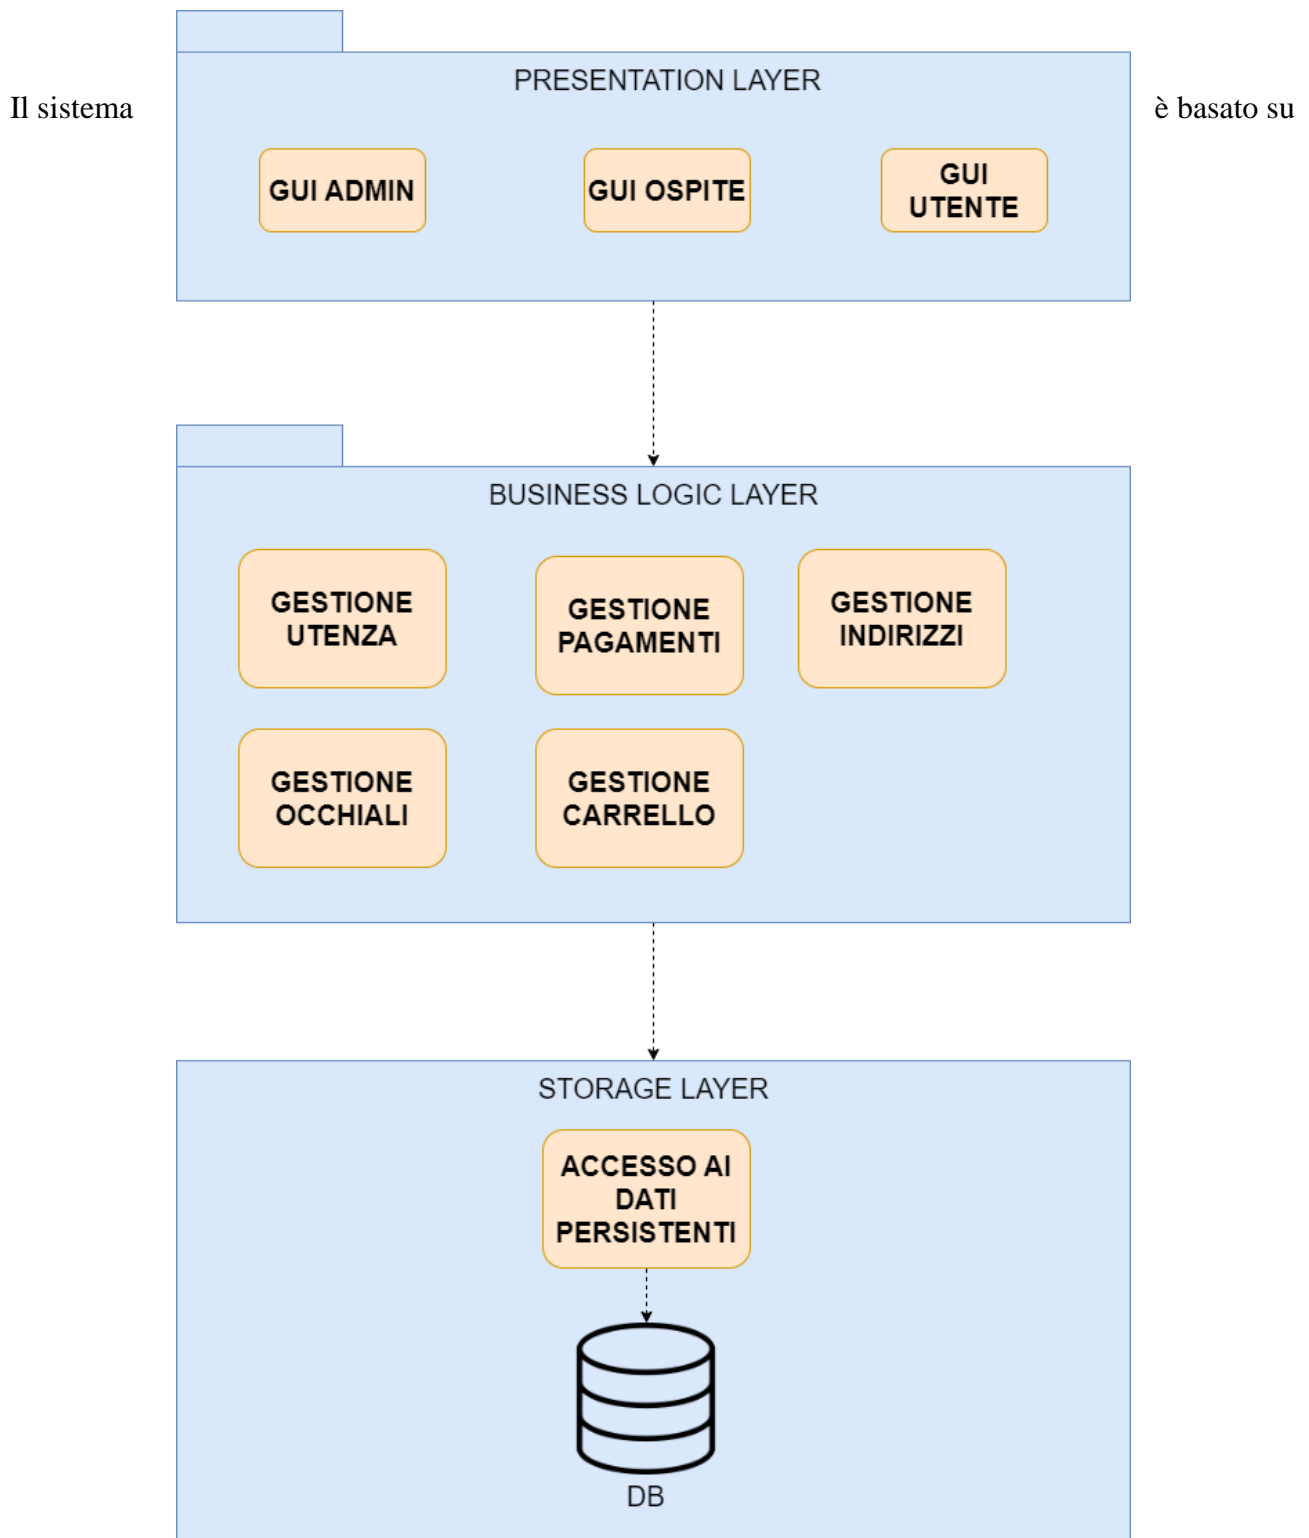 PRESENTATION LAYER
Il sistema è basato su
GUI ADMIN
GUI OSPITE
GUI
UTENTE
BUSINESS LOGIC LAYER
GESTIONE
UTENZA
GESTIONE
PAGAMENTI
GESTIONE
INDIRIZZI
GESTIONE
OCCHIALI
GESTIONE
CARRELLO
STORAGE LAYER
ACCESSO AI
DATI
PERSISTENTI
DB